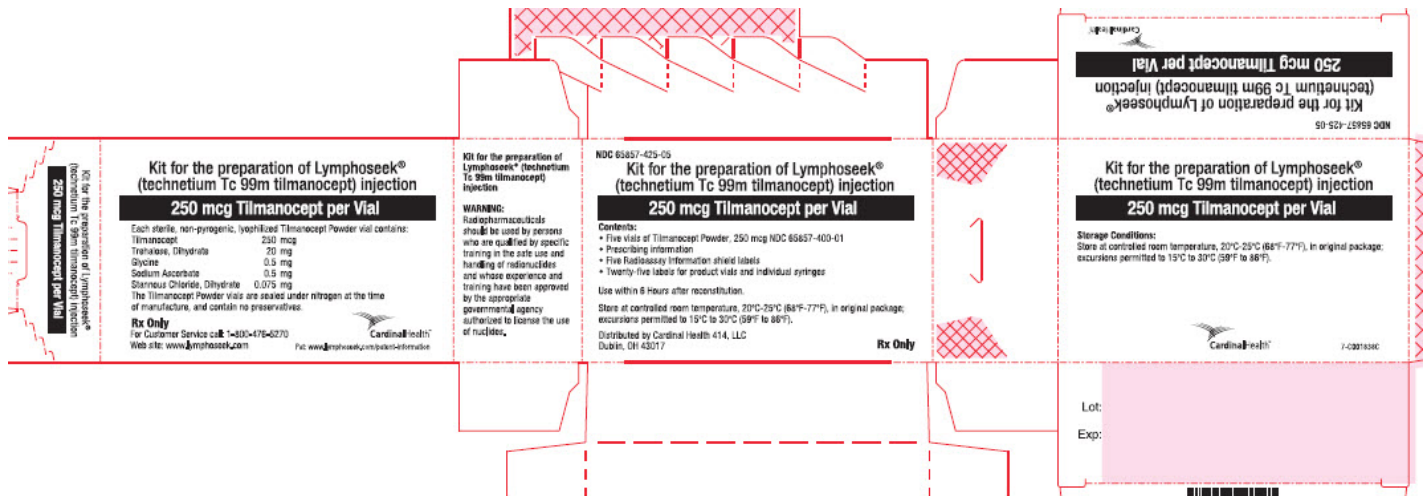 Kit for the preparation of Lymphoseek®
(technetium Tc 99m tilmanocept) injection
250 mcg Tilmanocept per Vial
Kit for the preparation of Lymphoseek®
(technetium Tc 99m tilmanocept) injection
250 mcg Tilmanocept per Vial
Each sterile, non-pyrogenic, lyophilized Tilmanocept Powder vial contains:
Tilmanocept 250 mcg
Trehalose, Dihydrate 20 mg
Glycine 0.5 mg
Sodium Ascorbate 0.5 mg
Stannous Chloride, Dihydrate 0.075 mg
The Tilmanocept Powder vials are sealed under nitrogen at the time
of manufacture, and contain no preservatives.
Rx Only
For Customer Service call: 1-800-476-5270
Web site: www.lymphoseek.com
CardinalHealth™
Pat: www.lymphoseek.com/patent-information
Kit for the preparation of
Lymphoseek® (technetium
Tc 99m tilmanocept)
injection
WARNING:
Radiopharmaceuticals
should be used by persons
who are qualified by specific
training in the safe use and
handling of radionuclides
and whose experience and
training have been approved
by the appropriate
governmental agency
authorized to license the use
of nuclides.
NDC 65857-425-05
Kit for the preparation of Lymphoseek®
(technetium Tc 99m tilmanocept) injection
250 mcg Tilmanocept per Vial
Contents:
• Five vials of Tilmanocept Powder, 250 mcg NDC 65857-400-01
• Prescribing information
• Five Radioassay Information shield labels
• Twenty-five labels for product vials and individual syringes
Use within 6 Hours after reconstitution.
Store at controlled room temperature, 20°C-25°C (68°F-77°F), in original package;
excursions permitted to 15°C to 30°C (59°F to 86°F).
Distributed by Cardinal Health 414, LLC
Dublin, OH 43017
Rx Only
NDC 65857-425-05
Kit for the preparation of Lymphoseek®
(technetium Tc 99m tilmanocept) injection
250 mcg Tilmanocept per Vial
CardinalHealth™
Kit for the preparation of Lymphoseek®
(technetium Tc 99m tilmanocept) injection
250 mcg Tilmanocept per Vial
Storage Conditions:
Store at controlled room temperature, 20°C-25°C (68°F-77°F), in original package;
excursions permitted to 15°C to 30°C (59°F to 86°F).
CardinalHealth™
Lot:
Exp: